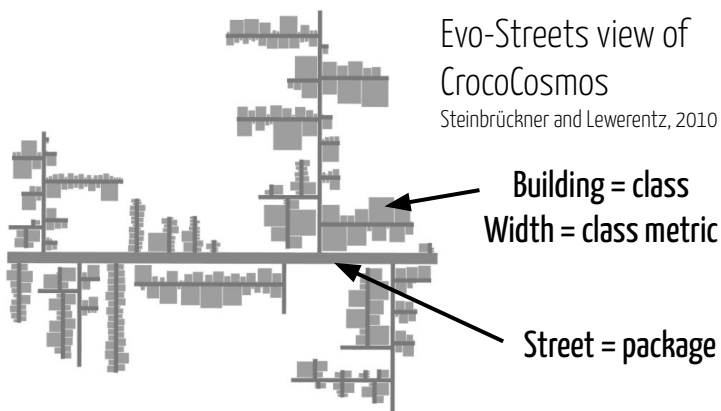 Evo-Streets view of
CrocoCosmos
Steinbrückner and Lewerentz, 2010
Building = class
Width = class metric
Street = package